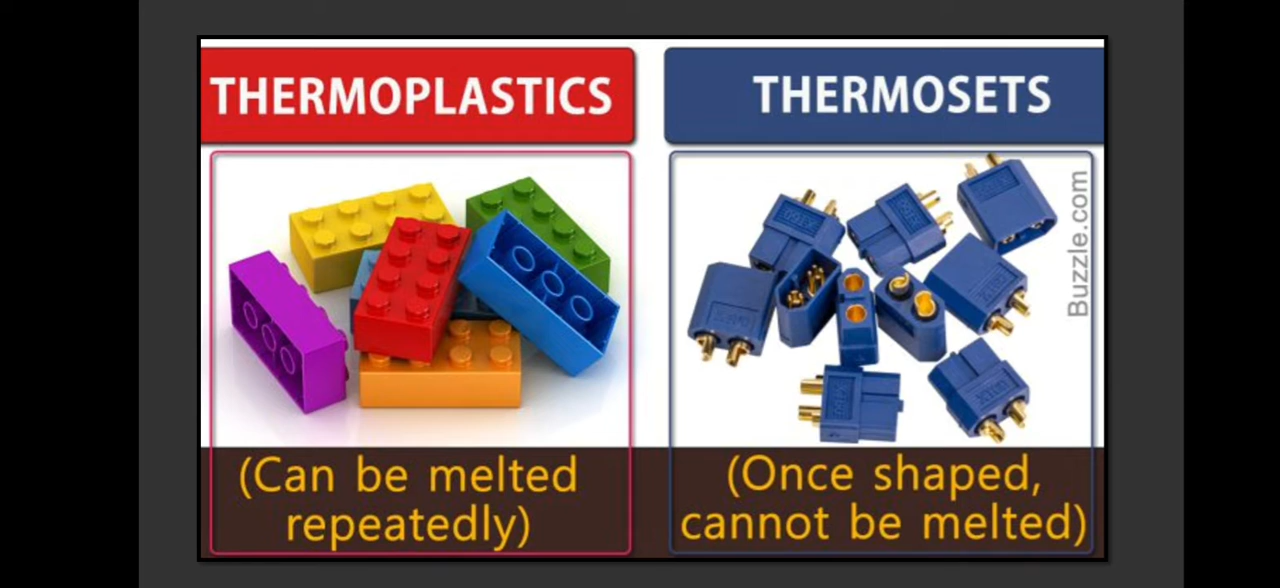 THERMOPLASTICS
(Can be melted
repeatedly)
THERMOSETS
(Once shaped,
cannot be melted)
Buzzle.com